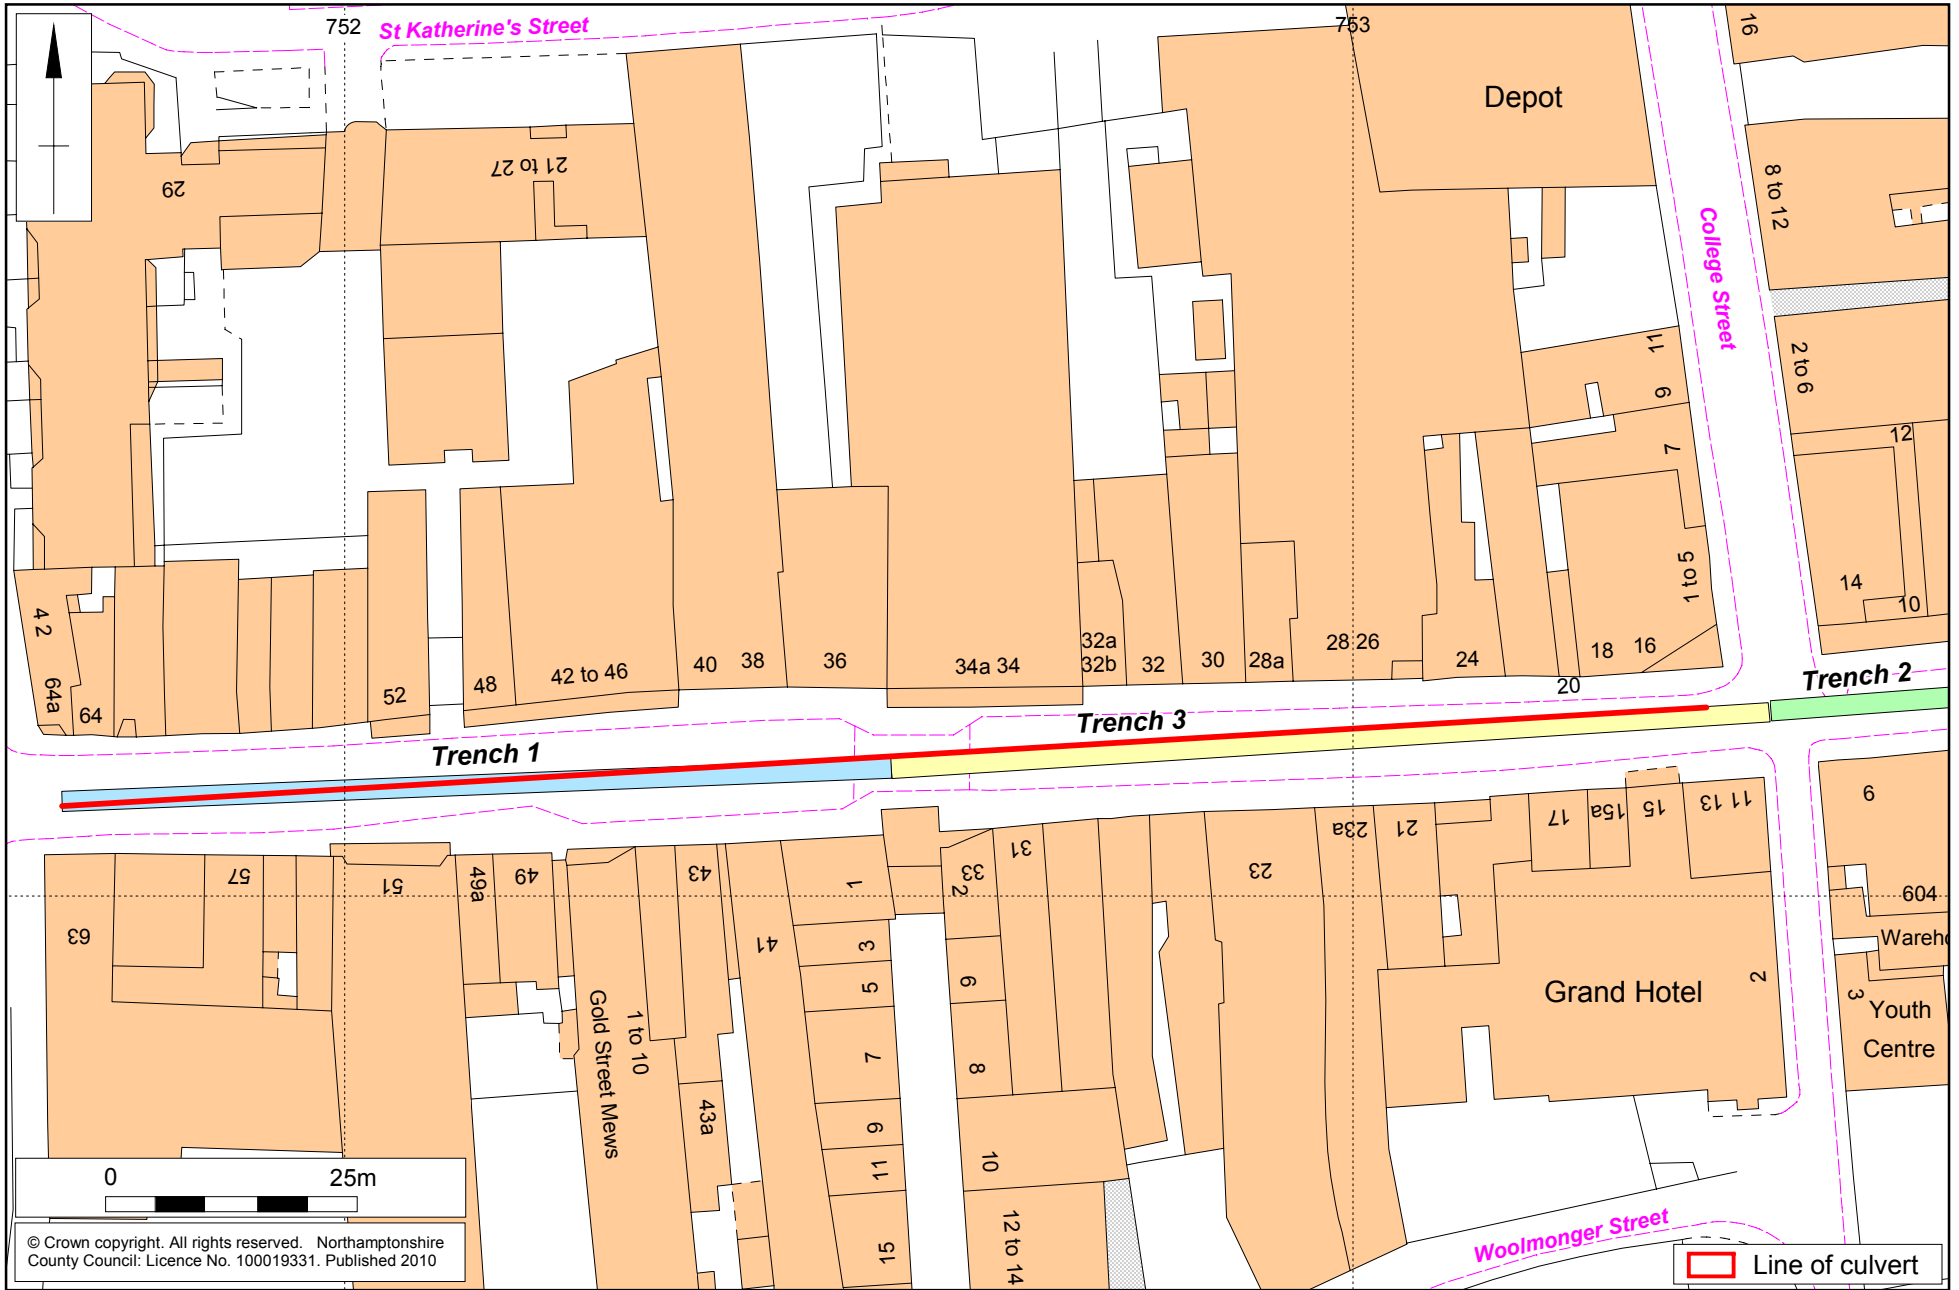 752
St Katherine's Street
753
16
Depot
29
21 to 27
8 to 12
College Street
11
9
2 to 6
7
12
14
10
1 to 5
4 2
64a
64
52
48
42 to 46
40
38
36
34a 34
32a
32b
32
30
28a
28 26
24
20
18
16
Trench 1
Trench 3
Trench 2
63
57
51
49a
49
43
41
1
3
5
7
9
11
15
33
2
31
6
8
10
12 to 14
23
23a
21
17
15a
15
11 13
9
604
Wareho
3
Youth
Centre
Grand Hotel
2
Gold Street Mews
1 to 10
43a
Woolmonger Street
0
25m
© Crown copyright. All rights reserved. Northamptonshire
County Council: Licence No. 100019331. Published 2010
Line of culvert